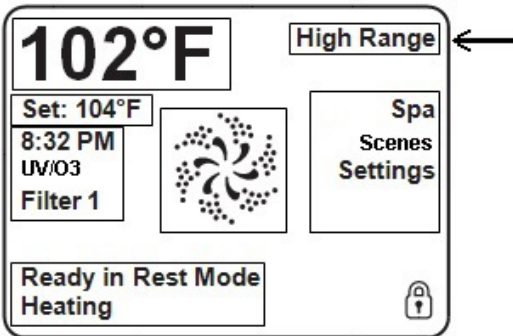 102°F
High Range
Set: 104°F
8:32 PM
UV/O3
Filter 1
Spa
Scenes
Settings
Ready in Rest Mode
Heating